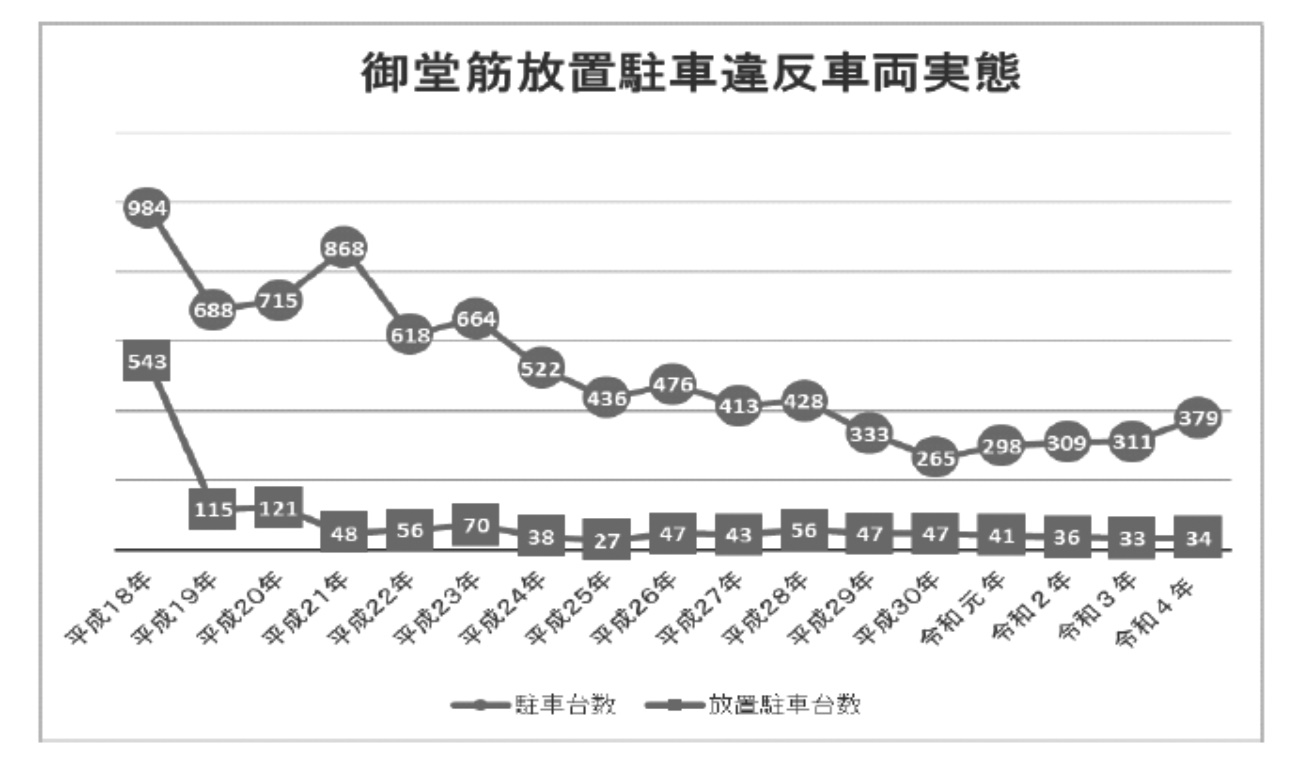 御堂筋放置駐車違反車両実態
984
688
715
868
618
664
522
436
476
413
428
333
265
298
309
311
379
543
115
121
48
56
70
38
27
47
43
56
47
47
41
36
33
34
平成18年
平成19年
平成20年
平成21年
平成22年
平成23年
平成24年
平成25年
平成26年
平成27年
平成28年
平成29年
平成30年
令和元年
令和2年
令和3年
令和4年
駐車台数 放置駐車台数